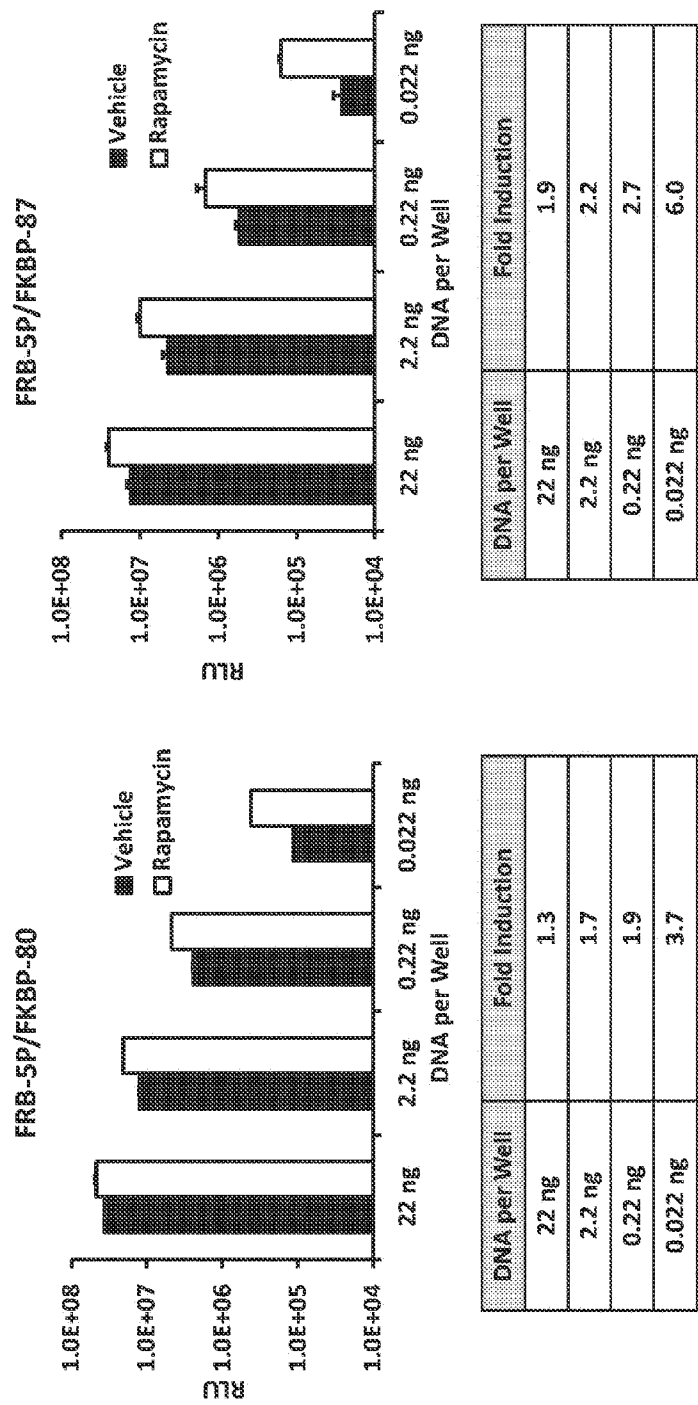 FRB-5P/FKBP-80
1.0E+08
1.0E+07
1.0E+06
1.0E+05
1.0E+04
RLU
Vehicle
Rapamycin
22 ng
2.2 ng
0.22 ng
0.022 ng
DNA per Well
DNA per Well Fold Induction
22 ng 1.3
2.2 ng 1.7
0.22 ng 1.9
0.022 ng 3.7
FRB-5P/FKBP-87
1.0E+08
1.0E+07
1.0E+06
1.0E+05
1.0E+04
RLU
Vehicle
Rapamycin
22 ng
2.2 ng
0.22 ng
0.022 ng
DNA per Well
DNA per Well Fold Induction
22 ng 1.9
2.2 ng 2.2
0.22 ng 2.7
0.022 ng 6.0